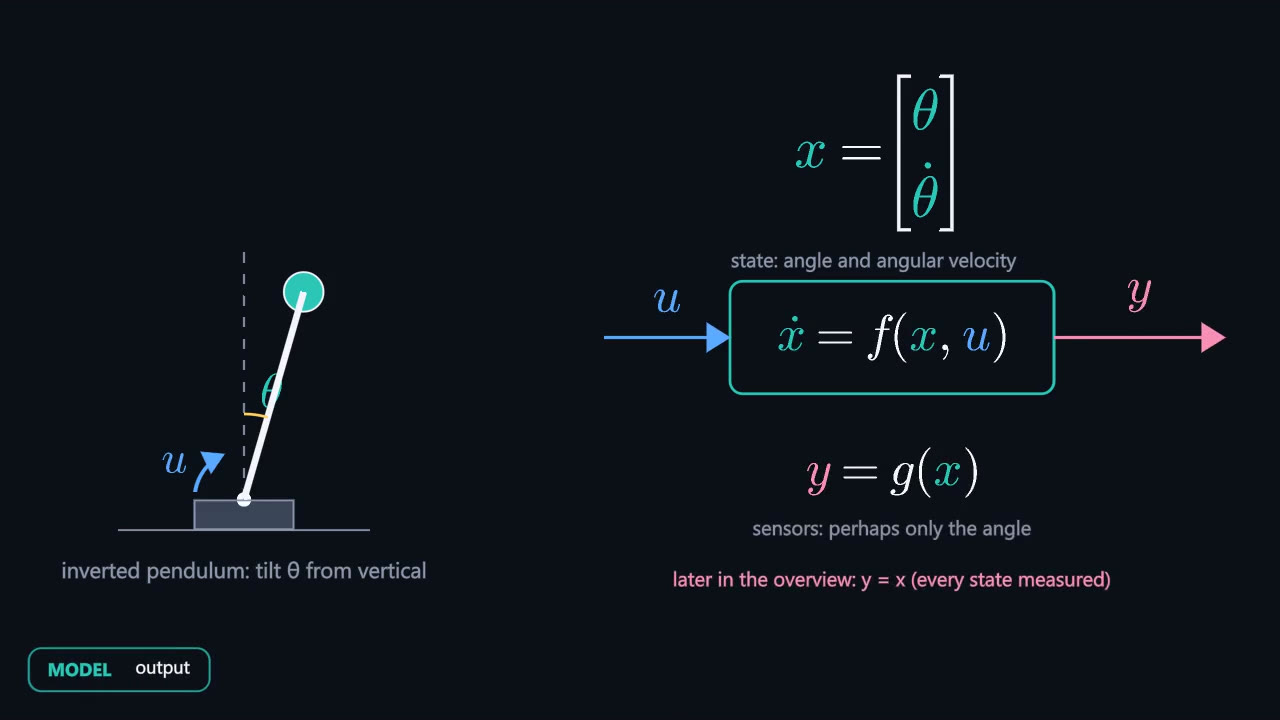 x = [θ
θ̇]
state: angle and angular velocity
u
y
ẋ = f(x, u)
θ
u
y = g(x)
sensors: perhaps only the angle
inverted pendulum: tilt θ from vertical
later in the overview: y = x (every state measured)
MODEL output